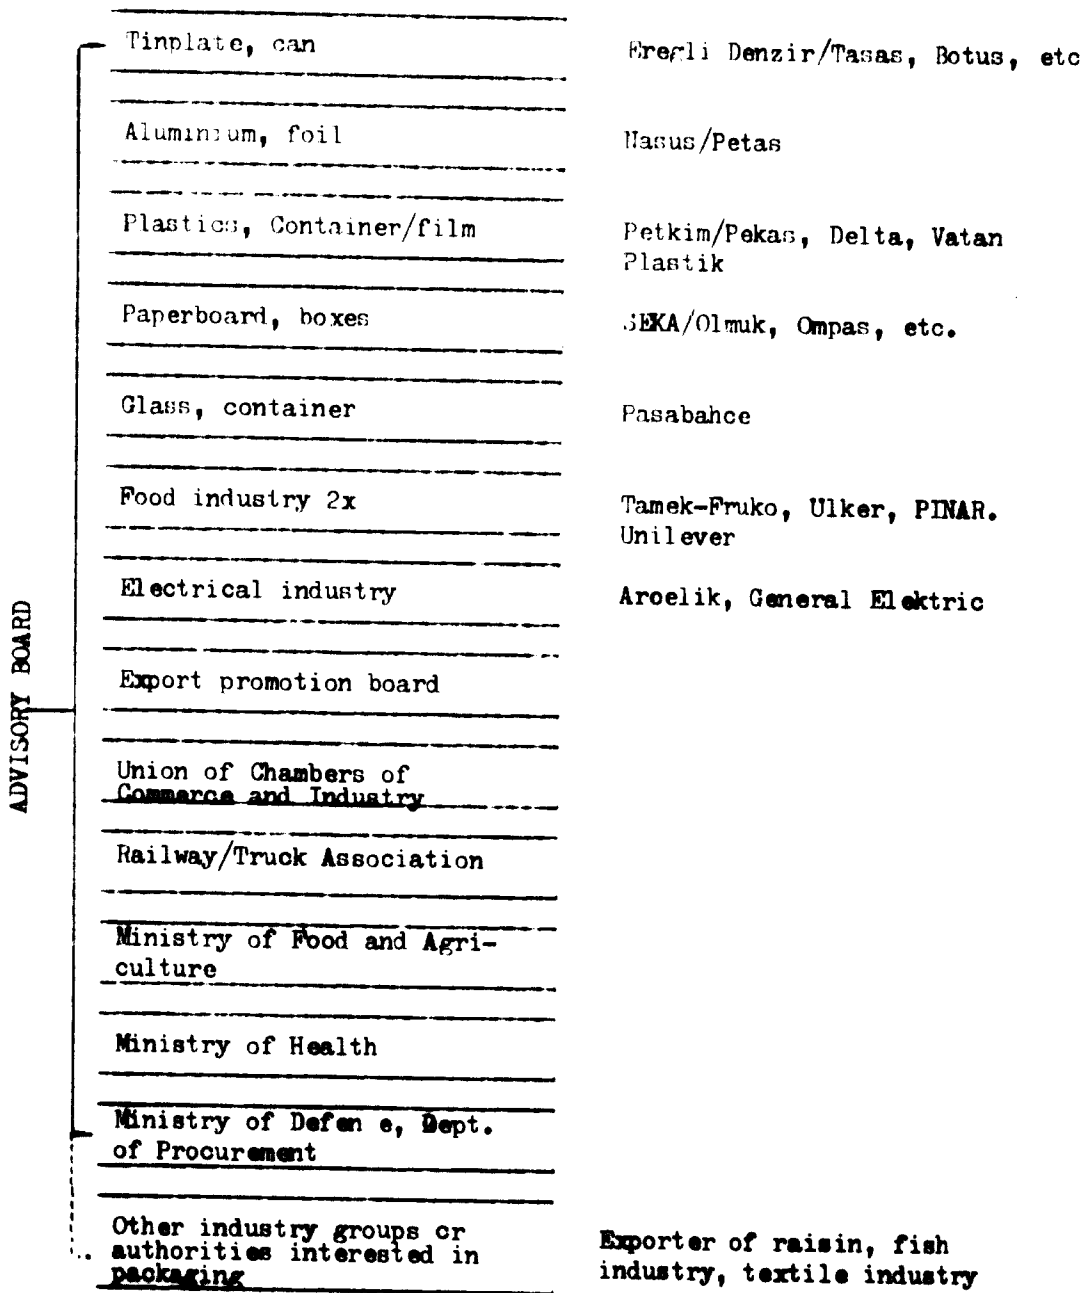 Tinplate, can
Eregli Denzir/Tasas, Botus, etc
Aluminium, foil
Nasus/Petas
Plastics, Container/film
Petkim/Pekas, Delta, Vatan
Plastik
Paperboard, boxes
SEKA/Olmuk, Ompas, etc.
Glass, container
Pasabahce
Food industry 2x
Tamek-Fruko, Ulker, PINAR.
Unilever
Electrical industry
Aroelik, General Elektric
ADVISORY BOARD
Export promotion board
Union of Chambers of
Commerce and Industry
Railway/Truck Association
Ministry of Food and Agri-
culture
Ministry of Health
Ministry of Defen e, Dept.
of Procurement
Other industry groups or
authorities interested in
packaging
Exporter of raisin, fish
industry, textile industry